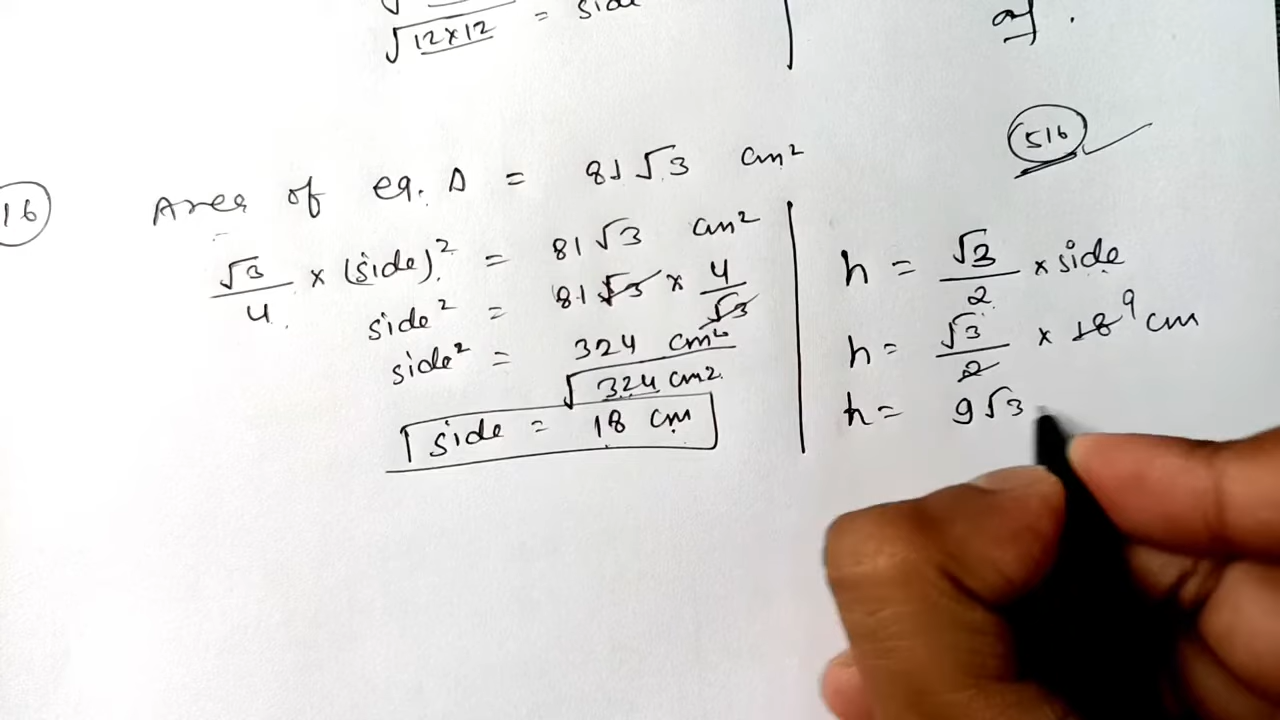 √12×12 = side
of.
516
16 Area of eq. Δ = 81√3 cm²
√3/4 × (side)² = 81√3 cm²
side² = 81√3 × 4/√3
side² = 324 cm²
√324 cm²
side = 18 cm
h = √3/2 × side
h = √3/2 × 18 9 cm
h = 9√3